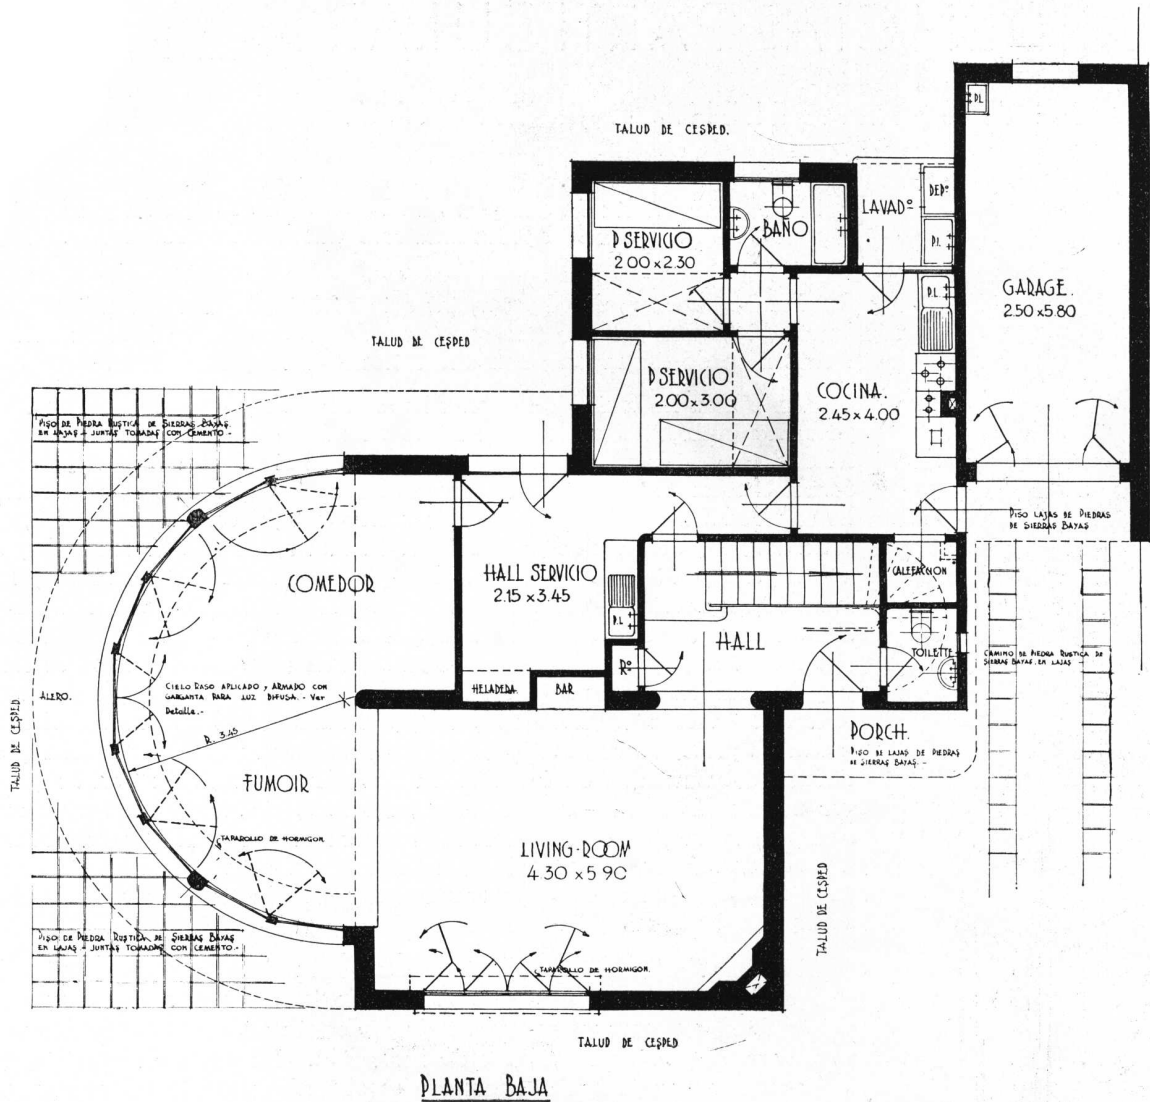 TALUD DE CESPED.
P.L
DEPº
LAVADº
BAÑO
D SERVICIO
2.00 x 2.30
P.L.
GARAGE.
2.50 x 5.80
P.L
TALUD DE CESPED
D SERVICIO
2.00 x 3.00
COCINA.
2.45 x 4.00
PISO DE PIEDRA RUSTICA DE SIERRAS BAYAS
EN LAJAS - JUNTAS TOMADAS CON CEMENTO -
PISO LAJAS DE PIEDRAS
DE SIERRAS BAYAS
COMEDOR
HALL SERVICIO
2.15 x 3.45
P.L
CALEFACCION
HALL
TOILETTE
CAMINO DE PIEDRA RUSTICA DE
SIERRAS BAYAS, EN LAJAS
Rº
HELADERA
BAR
ALERO.
CIELO RASO APLICADO y ARMADO CON
GARGANTA PARA LUZ DIFUSA. - Ver
Detalle.-
R. 3.45
TALUD DE CESPED
PORCH.
PISO DE LAJAS DE PIEDRAS
DE SIERRAS BAYAS. -
FUMOIR
TAPAROLLO DE HORMIGON.
LIVING-ROOM
4.30 x 5.90
TALUD DE CESPED
PISO DE PIEDRA RUSTICA DE SIERRAS BAYAS
EN LAJAS - JUNTAS TOMADAS CON CEMENTO.-
TAPAROLLO DE HORMIGON.
TALUD DE CESPED
PLANTA BAJA